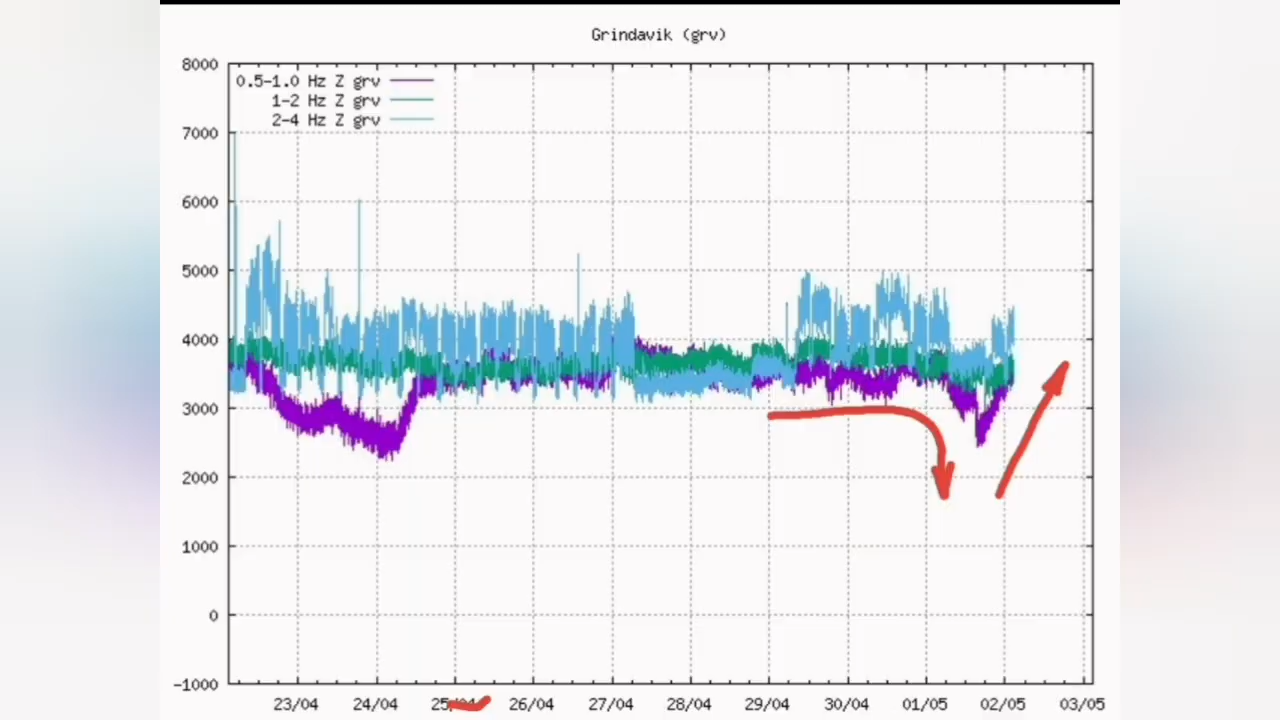 Grindavik (grv)
8000
0.5-1.0 Hz Z grv
1-2 Hz Z grv
2-4 Hz Z grv
7000
6000
5000
4000
3000
2000
1000
0
-1000
23/04 24/04 25/04 26/04 27/04 28/04 29/04 30/04 01/05 02/05 03/05